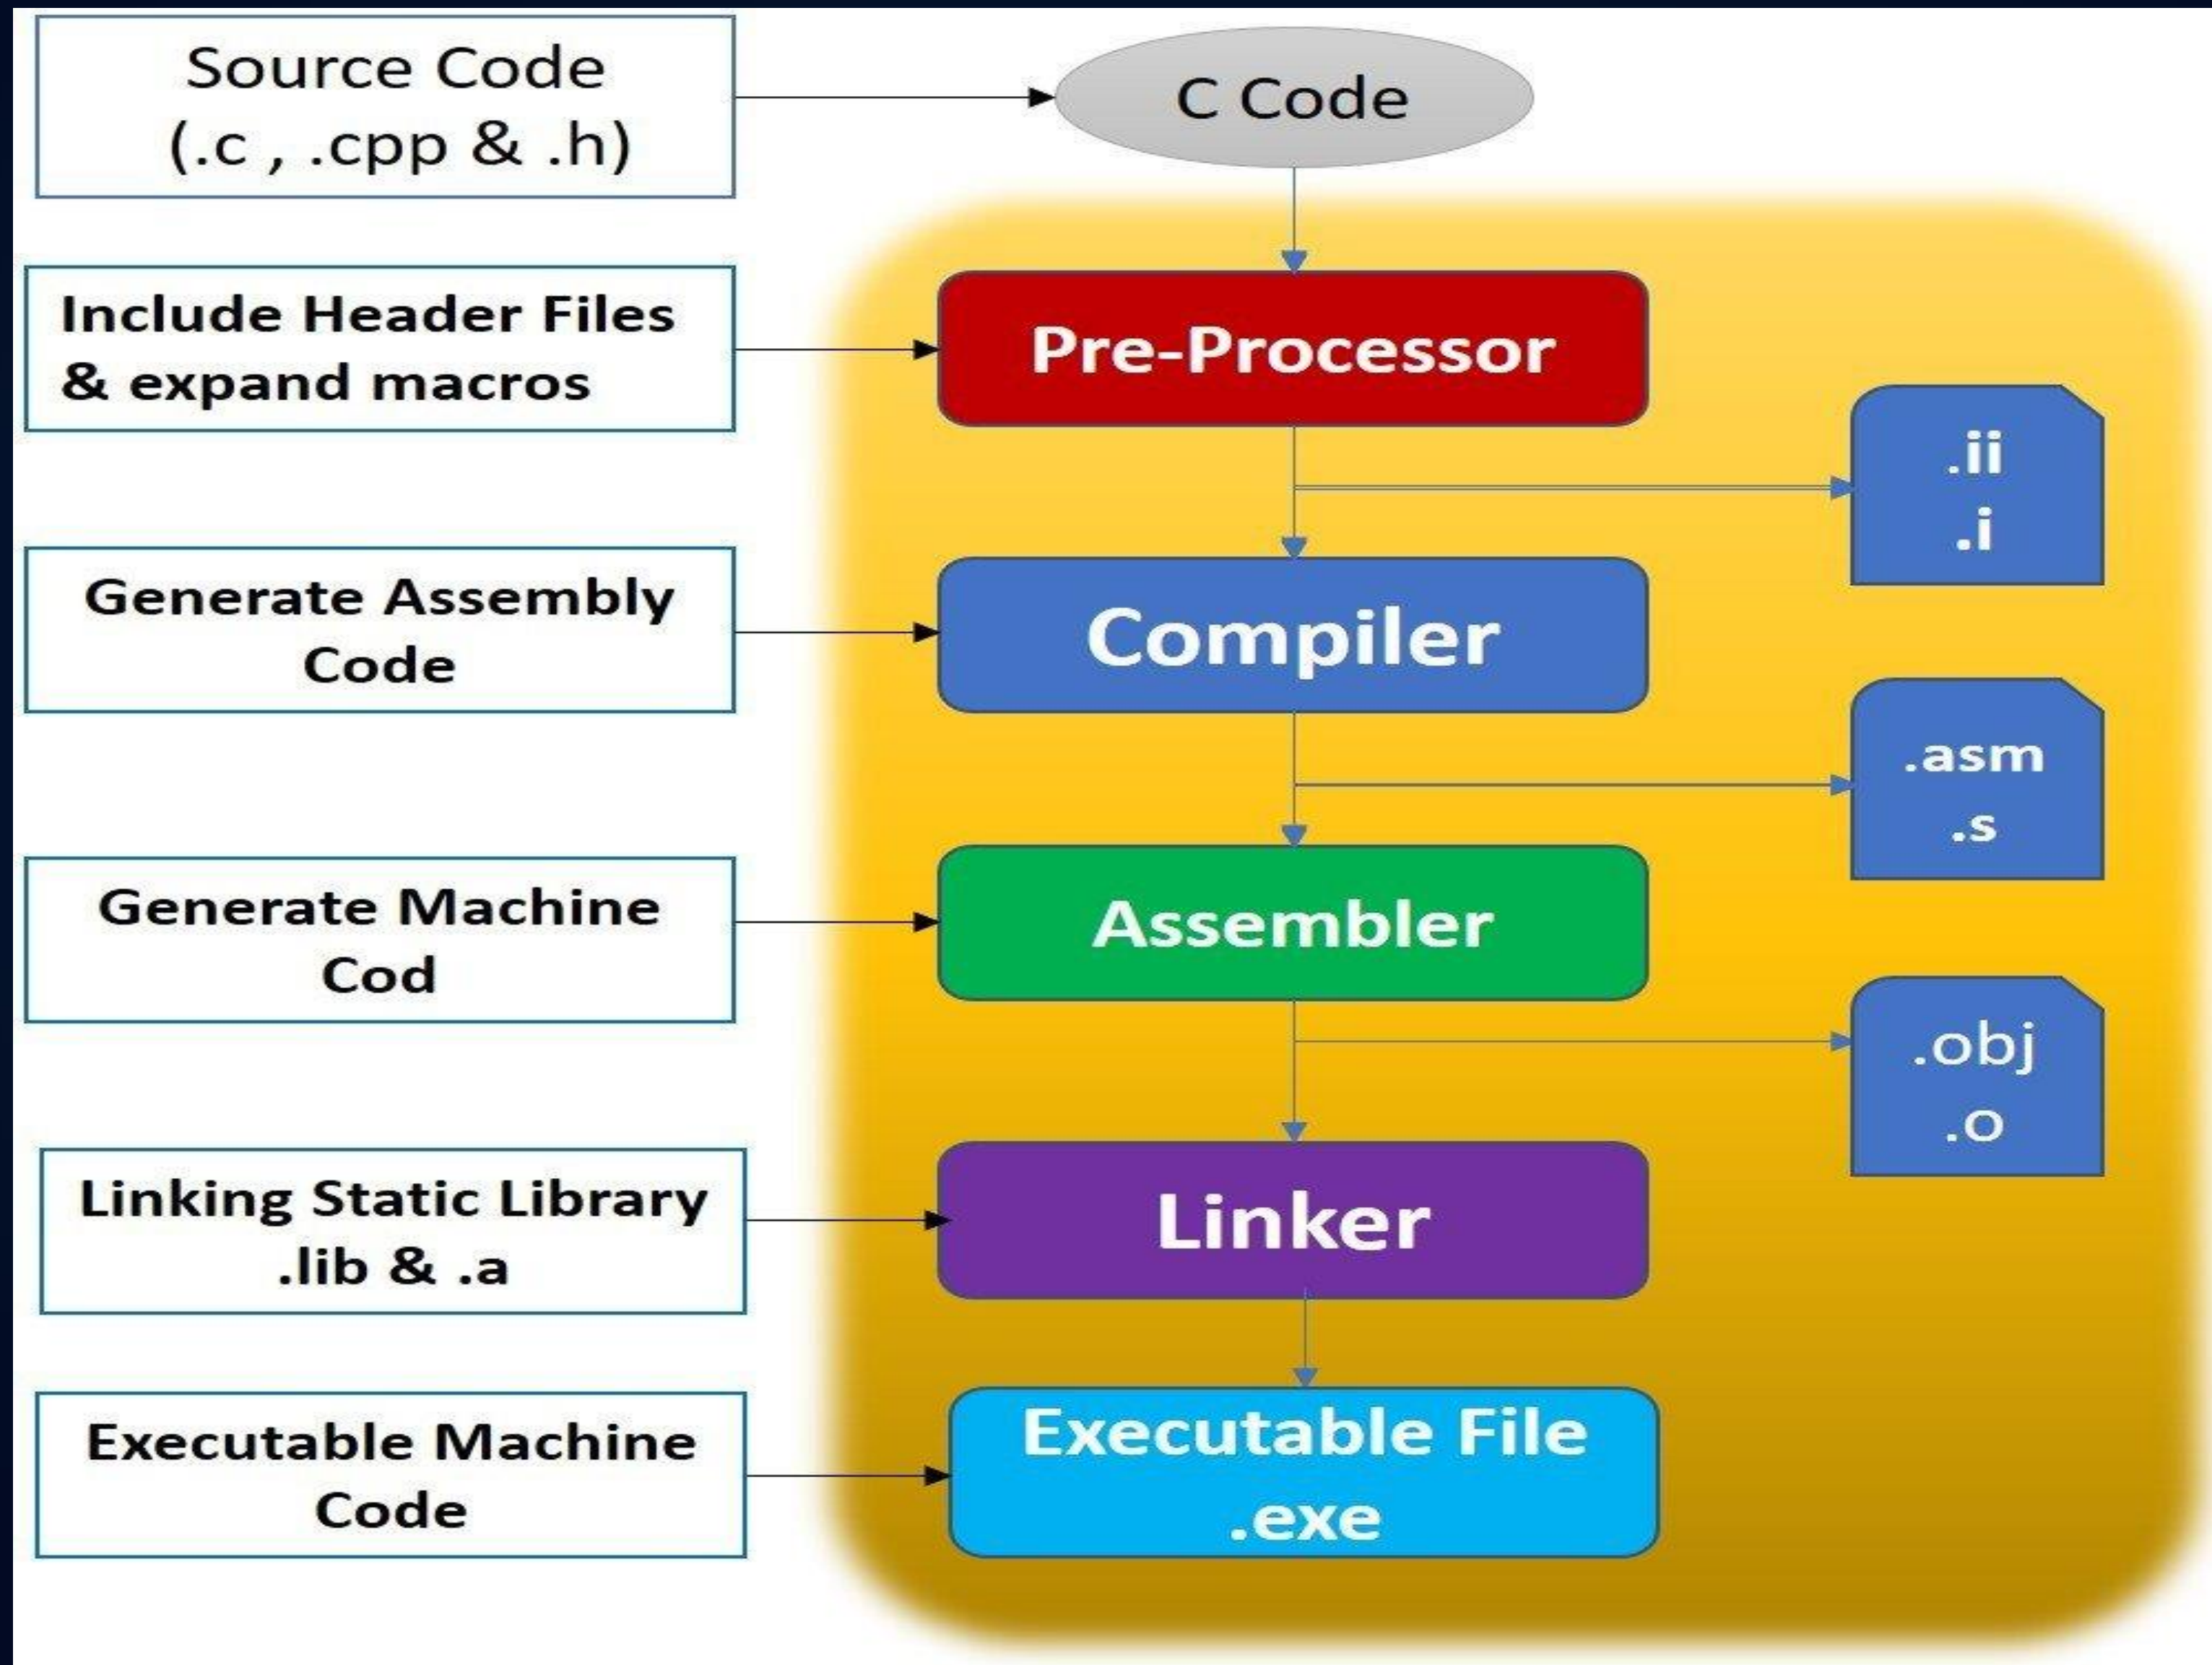 Source Code
(.c , .cpp & .h)
C Code
Include Header Files
& expand macros
Pre-Processor
.ii
.i
Generate Assembly
Code
Compiler
.asm
.s
Generate Machine
Cod
Assembler
.obj
.o
Linking Static Library
.lib & .a
Linker
Executable Machine
Code
Executable File
.exe